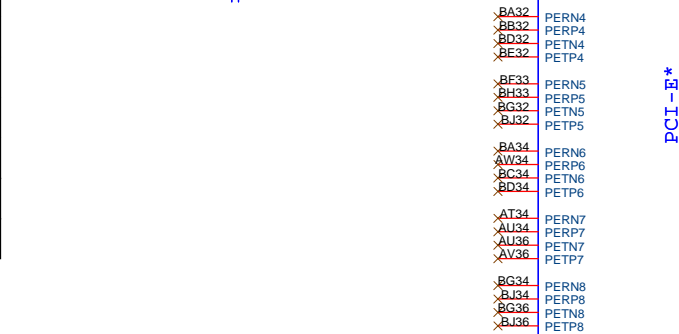 BA32 PERN4
BB32 PERP4
BD32 PETN4
BE32 PETP4
BF33 PERN5
BH33 PERP5
BG32 PETN5
BJ32 PETP5
BA34 PERN6
AW34 PERP6
BC34 PETN6
BD34 PETP6
AT34 PERN7
AU34 PERP7
AU36 PETN7
AV36 PETP7
BG34 PERN8
BJ34 PERP8
BG36 PETN8
BJ36 PETP8
PCI-E*